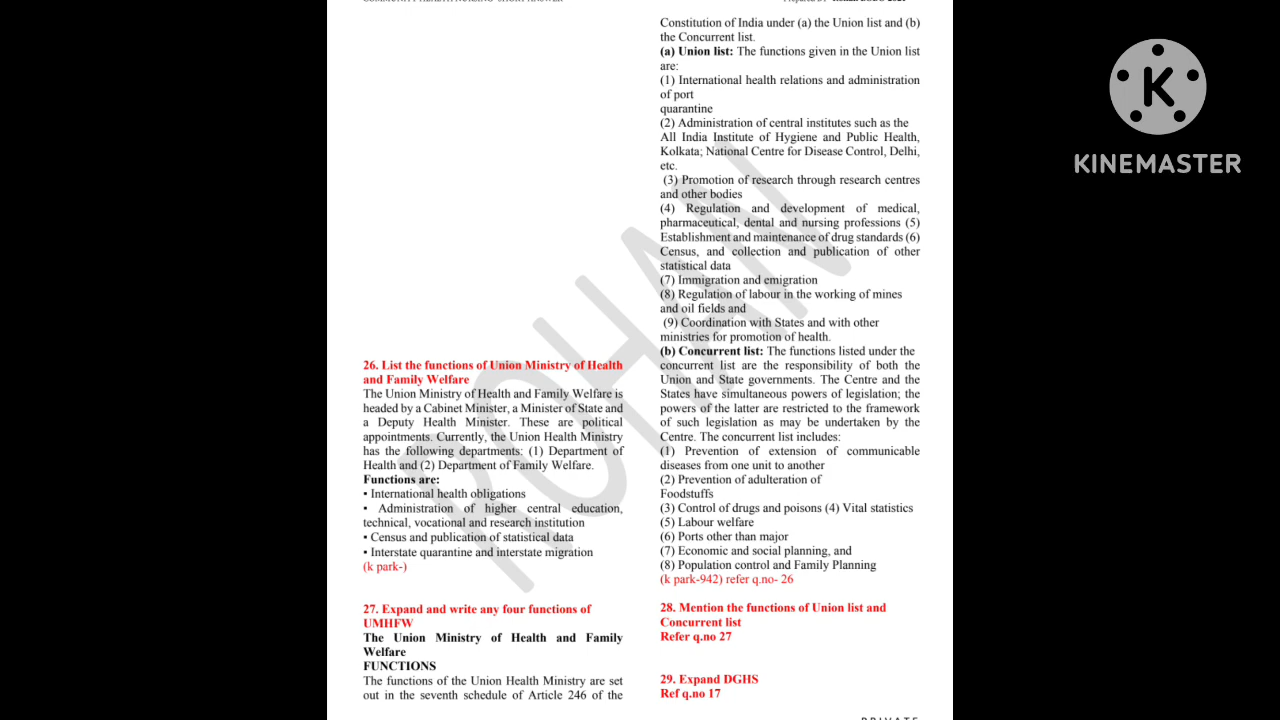 26. List the functions of Union Ministry of Health
and Family Welfare
The Union Ministry of Health and Family Welfare is
headed by a Cabinet Minister, a Minister of State and
a Deputy Health Minister. These are political
appointments. Currently, the Union Health Ministry
has the following departments: (1) Department of
Health and (2) Department of Family Welfare.
Functions are:
• International health obligations
• Administration of higher central education,
technical, vocational and research institution
• Census and publication of statistical data
• Interstate quarantine and interstate migration
(k park-)
27. Expand and write any four functions of
UMHFW
The Union Ministry of Health and Family
Welfare
FUNCTIONS
The functions of the Union Health Ministry are set
out in the seventh schedule of Article 246 of the
Constitution of India under (a) the Union list and (b)
the Concurrent list.
(a) Union list: The functions given in the Union list
are:
(1) International health relations and administration
of port
quarantine
(2) Administration of central institutes such as the
All India Institute of Hygiene and Public Health,
Kolkata; National Centre for Disease Control, Delhi,
etc.
(3) Promotion of research through research centres
and other bodies
(4) Regulation and development of medical,
pharmaceutical, dental and nursing professions (5)
Establishment and maintenance of drug standards (6)
Census, and collection and publication of other
statistical data
(7) Immigration and emigration
(8) Regulation of labour in the working of mines
and oil fields and
(9) Coordination with States and with other
ministries for promotion of health.
(b) Concurrent list: The functions listed under the
concurrent list are the responsibility of both the
Union and State governments. The Centre and the
States have simultaneous powers of legislation; the
powers of the latter are restricted to the framework
of such legislation as may be undertaken by the
Centre. The concurrent list includes:
(1) Prevention of extension of communicable
diseases from one unit to another
(2) Prevention of adulteration of
Foodstuffs
(3) Control of drugs and poisons (4) Vital statistics
(5) Labour welfare
(6) Ports other than major
(7) Economic and social planning, and
(8) Population control and Family Planning
(k park-942) refer q.no- 26
28. Mention the functions of Union list and
Concurrent list
Refer q.no 27
29. Expand DGHS
Ref q.no 17
ROHAN
K
KINEMASTER